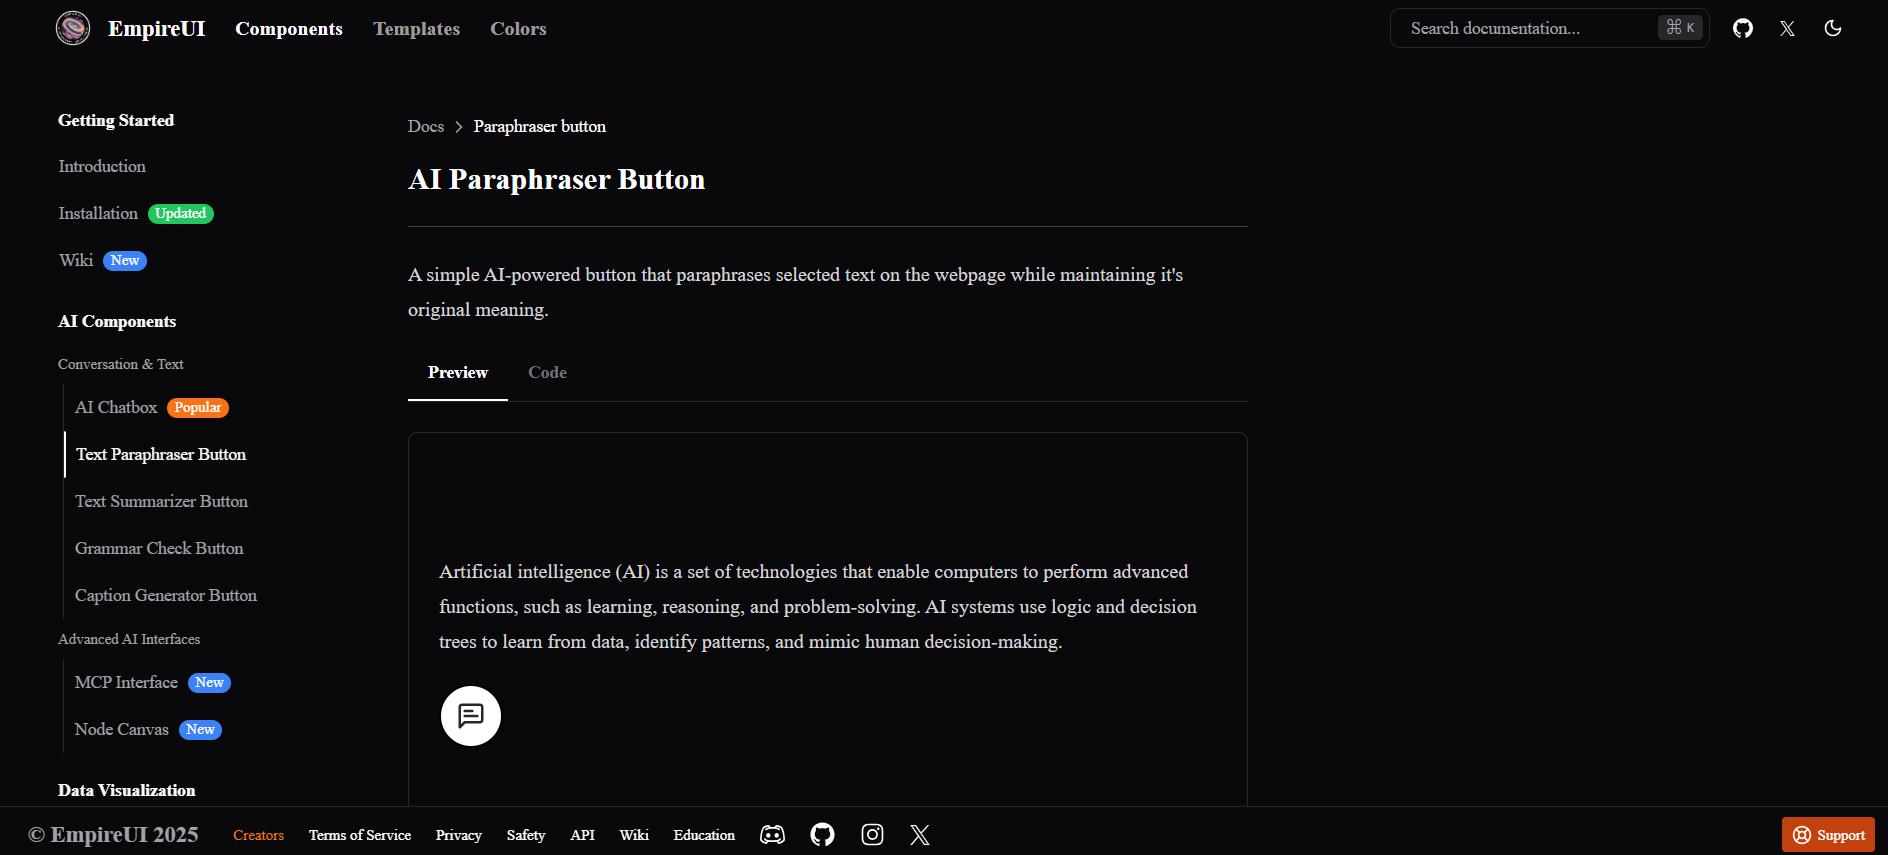 EmpireUI Components Templates Colors Search documentation... ⌘ K
Getting Started
Introduction
Installation Updated
Wiki New
AI Components
Conversation & Text
AI Chatbox Popular
Text Paraphraser Button
Text Summarizer Button
Grammar Check Button
Caption Generator Button
Advanced AI Interfaces
MCP Interface New
Node Canvas New
Data Visualization
Docs > Paraphraser button
AI Paraphraser Button
A simple AI-powered button that paraphrases selected text on the webpage while maintaining it's
original meaning.
Preview Code
Artificial intelligence (AI) is a set of technologies that enable computers to perform advanced
functions, such as learning, reasoning, and problem-solving. AI systems use logic and decision
trees to learn from data, identify patterns, and mimic human decision-making.
© EmpireUI 2025 Creators Terms of Service Privacy Safety API Wiki Education Support